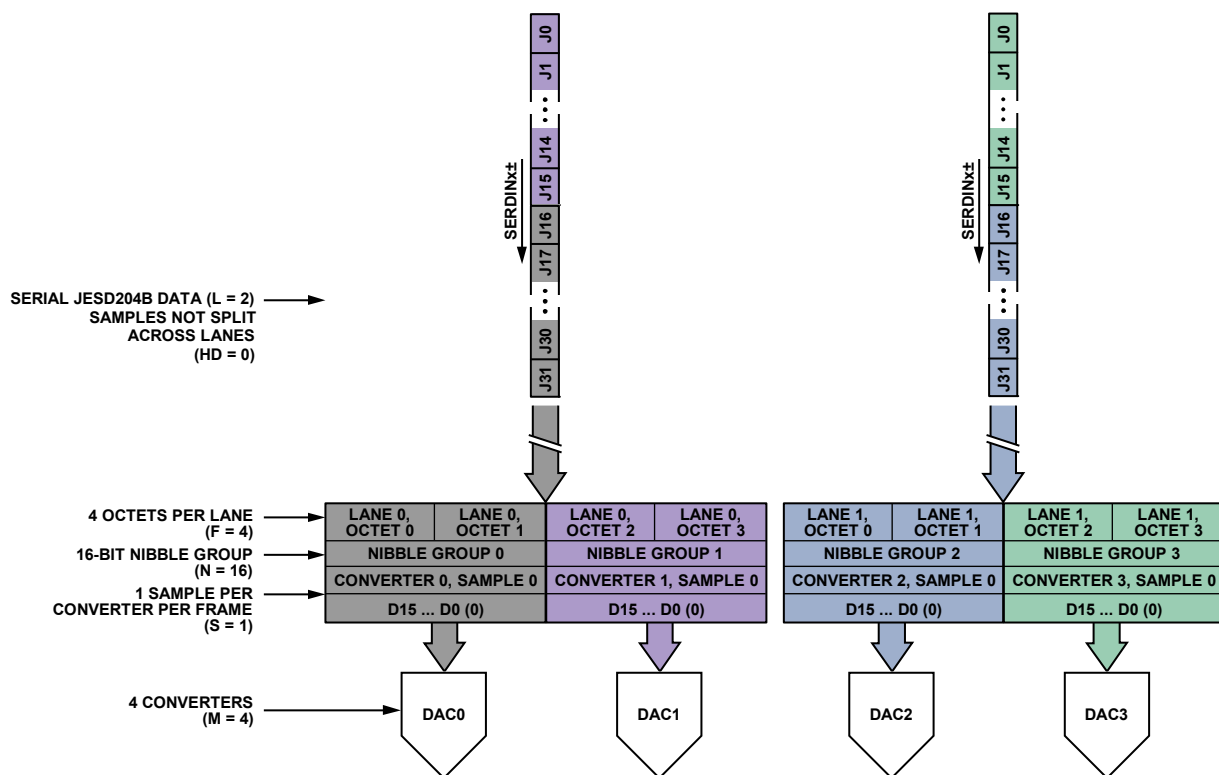 J0
J1
J14
J15
J16
J17
J30
J31
SERDINx±
J0
J1
J14
J15
J16
J17
J30
J31
SERDINx±
SERIAL JESD204B DATA (L = 2)
SAMPLES NOT SPLIT
ACROSS LANES
(HD = 0)
4 OCTETS PER LANE
(F = 4)
LANE 0,
OCTET 0
LANE 0,
OCTET 1
LANE 0,
OCTET 2
LANE 0,
OCTET 3
LANE 1,
OCTET 0
LANE 1,
OCTET 1
LANE 1,
OCTET 2
LANE 1,
OCTET 3
16-BIT NIBBLE GROUP
(N = 16)
NIBBLE GROUP 0
NIBBLE GROUP 1
NIBBLE GROUP 2
NIBBLE GROUP 3
1 SAMPLE PER
CONVERTER PER FRAME
(S = 1)
CONVERTER 0, SAMPLE 0
CONVERTER 1, SAMPLE 0
CONVERTER 2, SAMPLE 0
CONVERTER 3, SAMPLE 0
D15 ... D0 (0)
D15 ... D0 (0)
D15 ... D0 (0)
D15 ... D0 (0)
4 CONVERTERS
(M = 4)
DAC0
DAC1
DAC2
DAC3